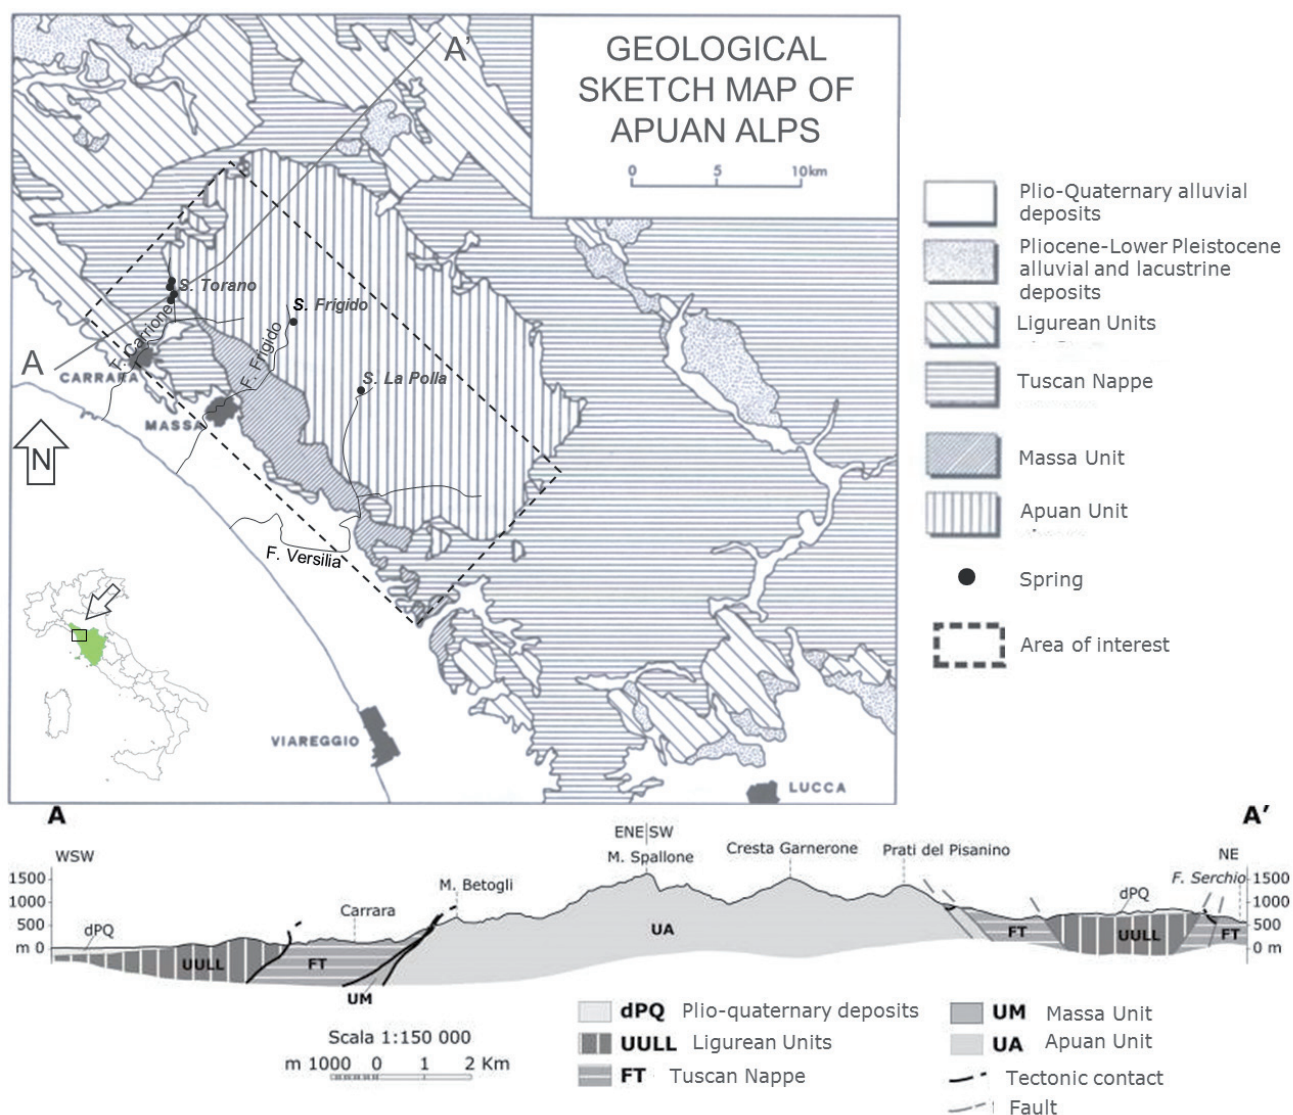 GEOLOGICAL
SKETCH MAP OF
APUAN ALPS
0 5 10km
A'
S. Torano
S. Frigido
F. Carrione
F. Frigido
S. La Polla
A
CARRARA
MASSA
N
F. Versilia
VIAREGGIO
LUCCA
Plio-Quaternary alluvial
deposits
Pliocene-Lower Pleistocene
alluvial and lacustrine
deposits
Ligurean Units
Tuscan Nappe
Massa Unit
Apuan Unit
Spring
Area of interest
A A'
WSW ENE|SW NE
M. Spallone Cresta Garnerone Prati del Pisanino
M. Betogli F. Serchio
Carrara dPQ
1500 1500
1000 1000
500 500
m 0 0 m
dPQ
UULL FT UM UA FT UULL FT
Scala 1:150 000
m 1000 0 1 2 Km
dPQ Plio-quaternary deposits
UULL Ligurean Units
FT Tuscan Nappe
UM Massa Unit
UA Apuan Unit
Tectonic contact
Fault